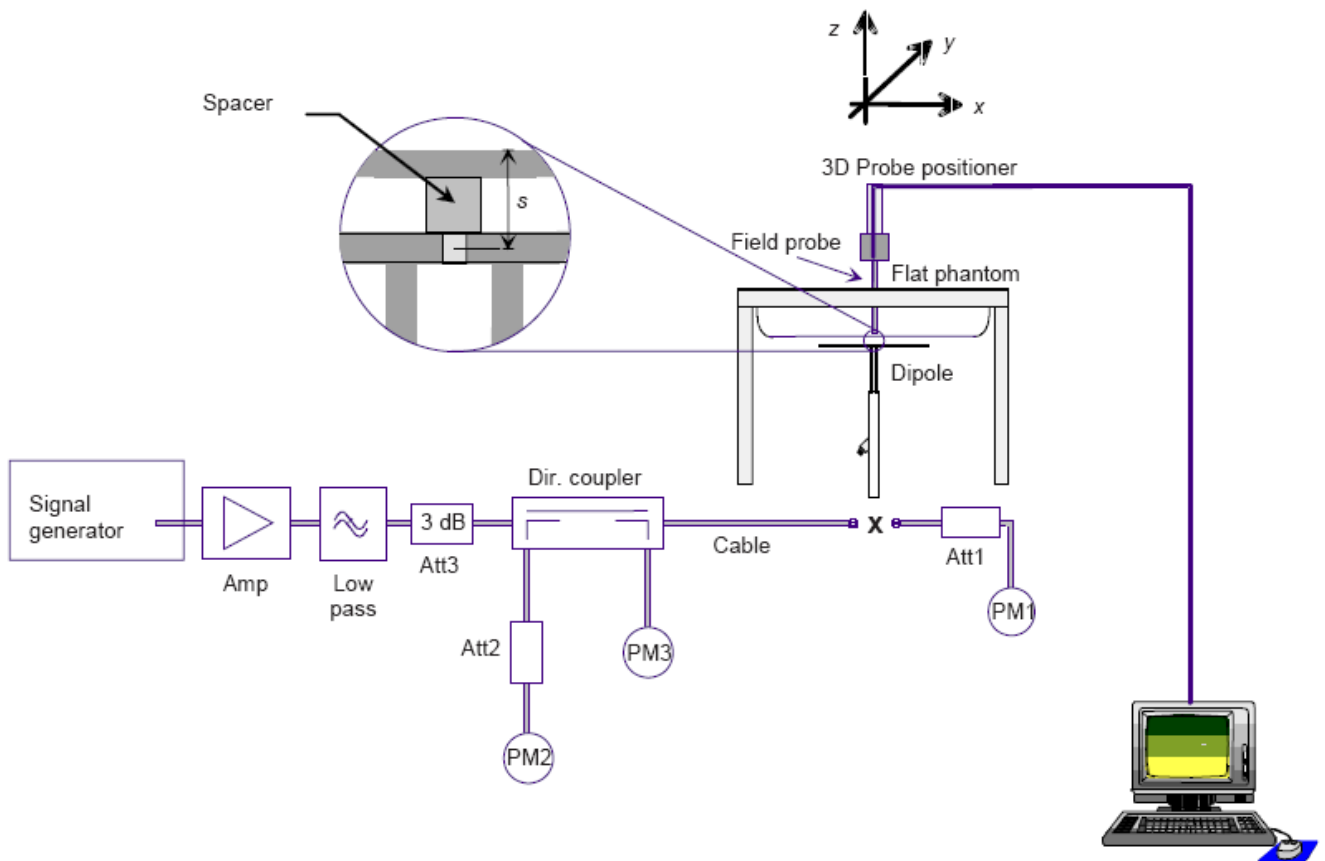 z
y
x
Spacer
s
3D Probe positioner
Field probe
Flat phantom
Dipole
Signal
generator
Amp
Low
pass
3 dB
Att3
Dir. coupler
Cable
X
Att1
PM1
Att2
PM3
PM2